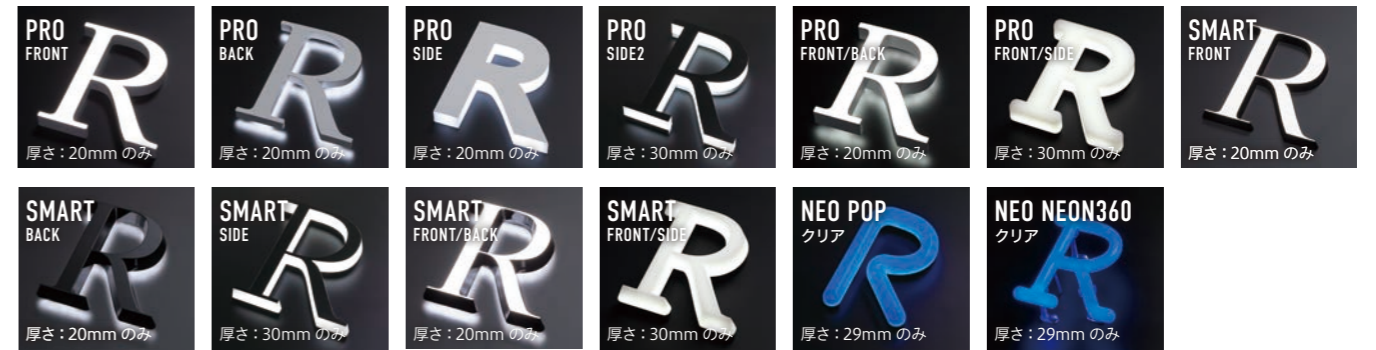 PRO
FRONT
厚さ：20mm のみ
PRO
BACK
厚さ：20mm のみ
PRO
SIDE
厚さ：20mm のみ
PRO
SIDE2
厚さ：30mm のみ
PRO
FRONT/BACK
厚さ：20mm のみ
PRO
FRONT/SIDE
厚さ：30mm のみ
SMART
FRONT
厚さ：20mm のみ
SMART
BACK
厚さ：20mm のみ
SMART
SIDE
厚さ：30mm のみ
SMART
FRONT/BACK
厚さ：20mm のみ
SMART
FRONT/SIDE
厚さ：30mm のみ
NEO POP
クリア
厚さ：29mm のみ
NEO NEON360
クリア
厚さ：29mm のみ
R
R
R
R
R
R
R
R
R
R
R
R
R